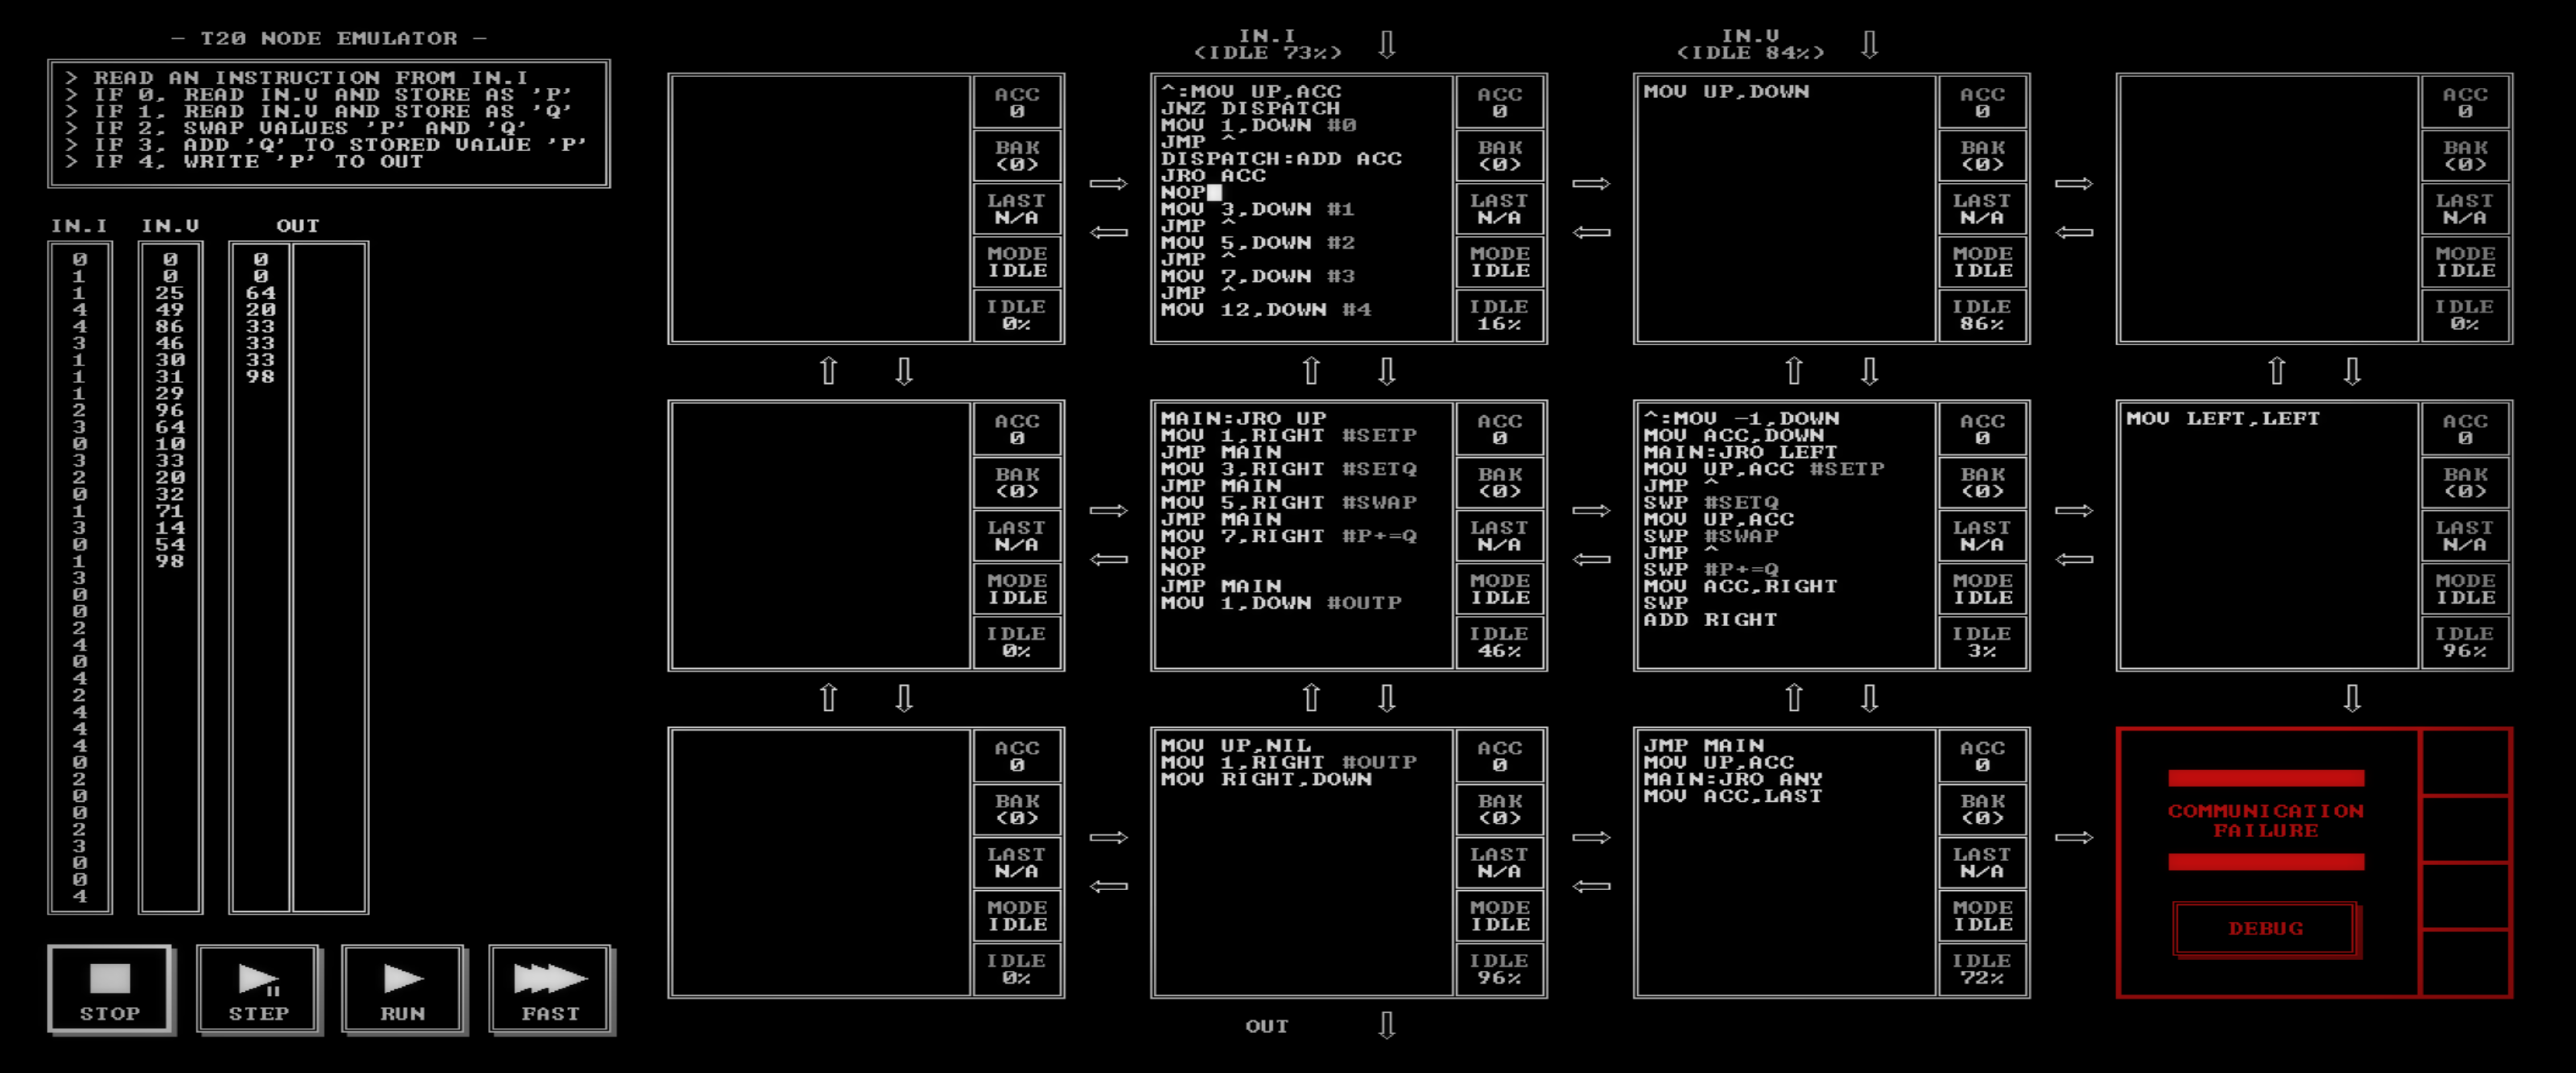 - T20 NODE EMULATOR -
> READ AN INSTRUCTION FROM IN.I
> IF 0, READ IN.V AND STORE AS 'P'
> IF 1, READ IN.V AND STORE AS 'Q'
> IF 2, SWAP VALUES 'P' AND 'Q'
> IF 3, ADD 'Q' TO STORED VALUE 'P'
> IF 4, WRITE 'P' TO OUT
IN.I IN.V OUT
0 0 0
1 0 0
1 25 64
4 49 20
4 86 33
3 46 33
1 30 33
1 31 98
1 29
2 96
3 64
0 10
3 33
2 20
0 32
1 71
3 14
0 54
1 98
3
0
0
2
4
0
4
2
4
4
4
0
2
0
0
2
3
0
0
4
STOP
STEP
RUN
FAST
ACC
0
BAK
(0)
LAST
N/A
MODE
IDLE
IDLE
0%
IN.I
(IDLE 73%)
^:MOV UP,ACC
JNZ DISPATCH
MOV 1,DOWN #0
JMP ^
DISPATCH:ADD ACC
JRO ACC
NOP
MOV 3,DOWN #1
JMP ^
MOV 5,DOWN #2
JMP ^
MOV 7,DOWN #3
JMP ^
MOV 12,DOWN #4
ACC
0
BAK
(0)
LAST
N/A
MODE
IDLE
IDLE
16%
IN.V
(IDLE 84%)
MOV UP,DOWN
ACC
0
BAK
(0)
LAST
N/A
MODE
IDLE
IDLE
86%
ACC
0
BAK
(0)
LAST
N/A
MODE
IDLE
IDLE
0%
ACC
0
BAK
(0)
LAST
N/A
MODE
IDLE
IDLE
0%
MAIN:JRO UP
MOV 1,RIGHT #SETP
JMP MAIN
MOV 3,RIGHT #SETQ
JMP MAIN
MOV 5,RIGHT #SWAP
JMP MAIN
MOV 7,RIGHT #P+=Q
NOP
NOP
JMP MAIN
MOV 1,DOWN #OUTP
ACC
0
BAK
(0)
LAST
N/A
MODE
IDLE
IDLE
46%
^:MOV -1,DOWN
MOV ACC,DOWN
MAIN:JRO LEFT
MOV UP,ACC #SETP
JMP ^
SWP #SETQ
MOV UP,ACC
SWP #SWAP
JMP ^
SWP #P+=Q
MOV ACC,RIGHT
SWP
ADD RIGHT
ACC
0
BAK
(0)
LAST
N/A
MODE
IDLE
IDLE
3%
MOV LEFT,LEFT
ACC
0
BAK
(0)
LAST
N/A
MODE
IDLE
IDLE
96%
ACC
0
BAK
(0)
LAST
N/A
MODE
IDLE
IDLE
0%
MOV UP,NIL
MOV 1,RIGHT #OUTP
MOV RIGHT,DOWN
ACC
0
BAK
(0)
LAST
N/A
MODE
IDLE
IDLE
96%
OUT
JMP MAIN
MOV UP,ACC
MAIN:JRO ANY
MOV ACC,LAST
ACC
0
BAK
(0)
LAST
N/A
MODE
IDLE
IDLE
72%
COMMUNICATION
FAILURE
DEBUG